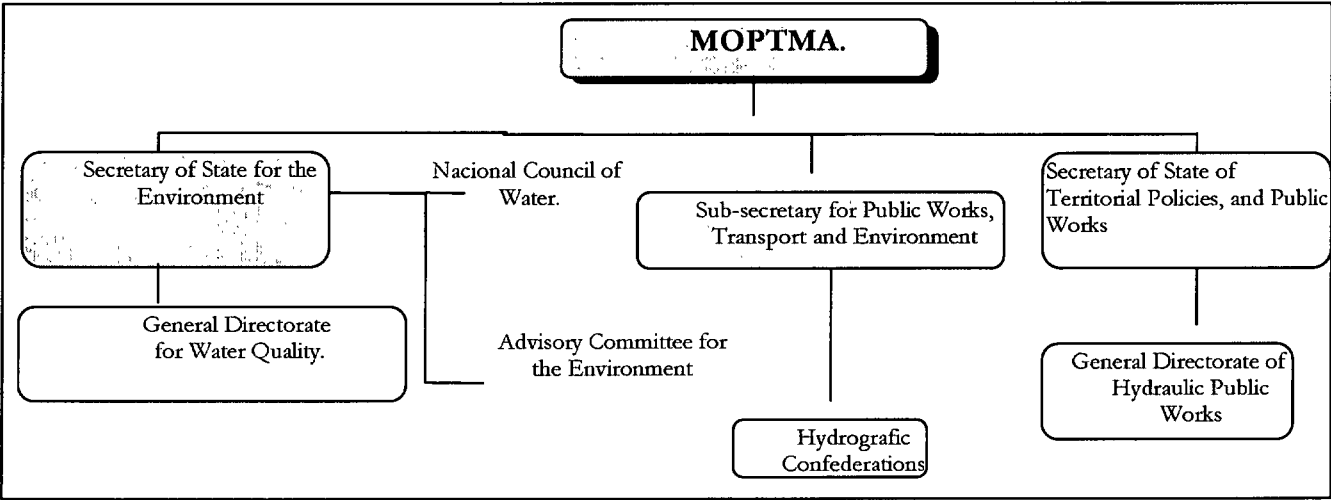 MOPTMA.
Secretary of State for the
Environment
Nacional Council of
Water.
Sub-secretary for Public Works,
Transport and Environment
Secretary of State of
Territorial Policies, and Public
Works
General Directorate
for Water Quality.
Advisory Committee for
the Environment
Hydrografic
Confederations
General Directorate of
Hydraulic Public
Works